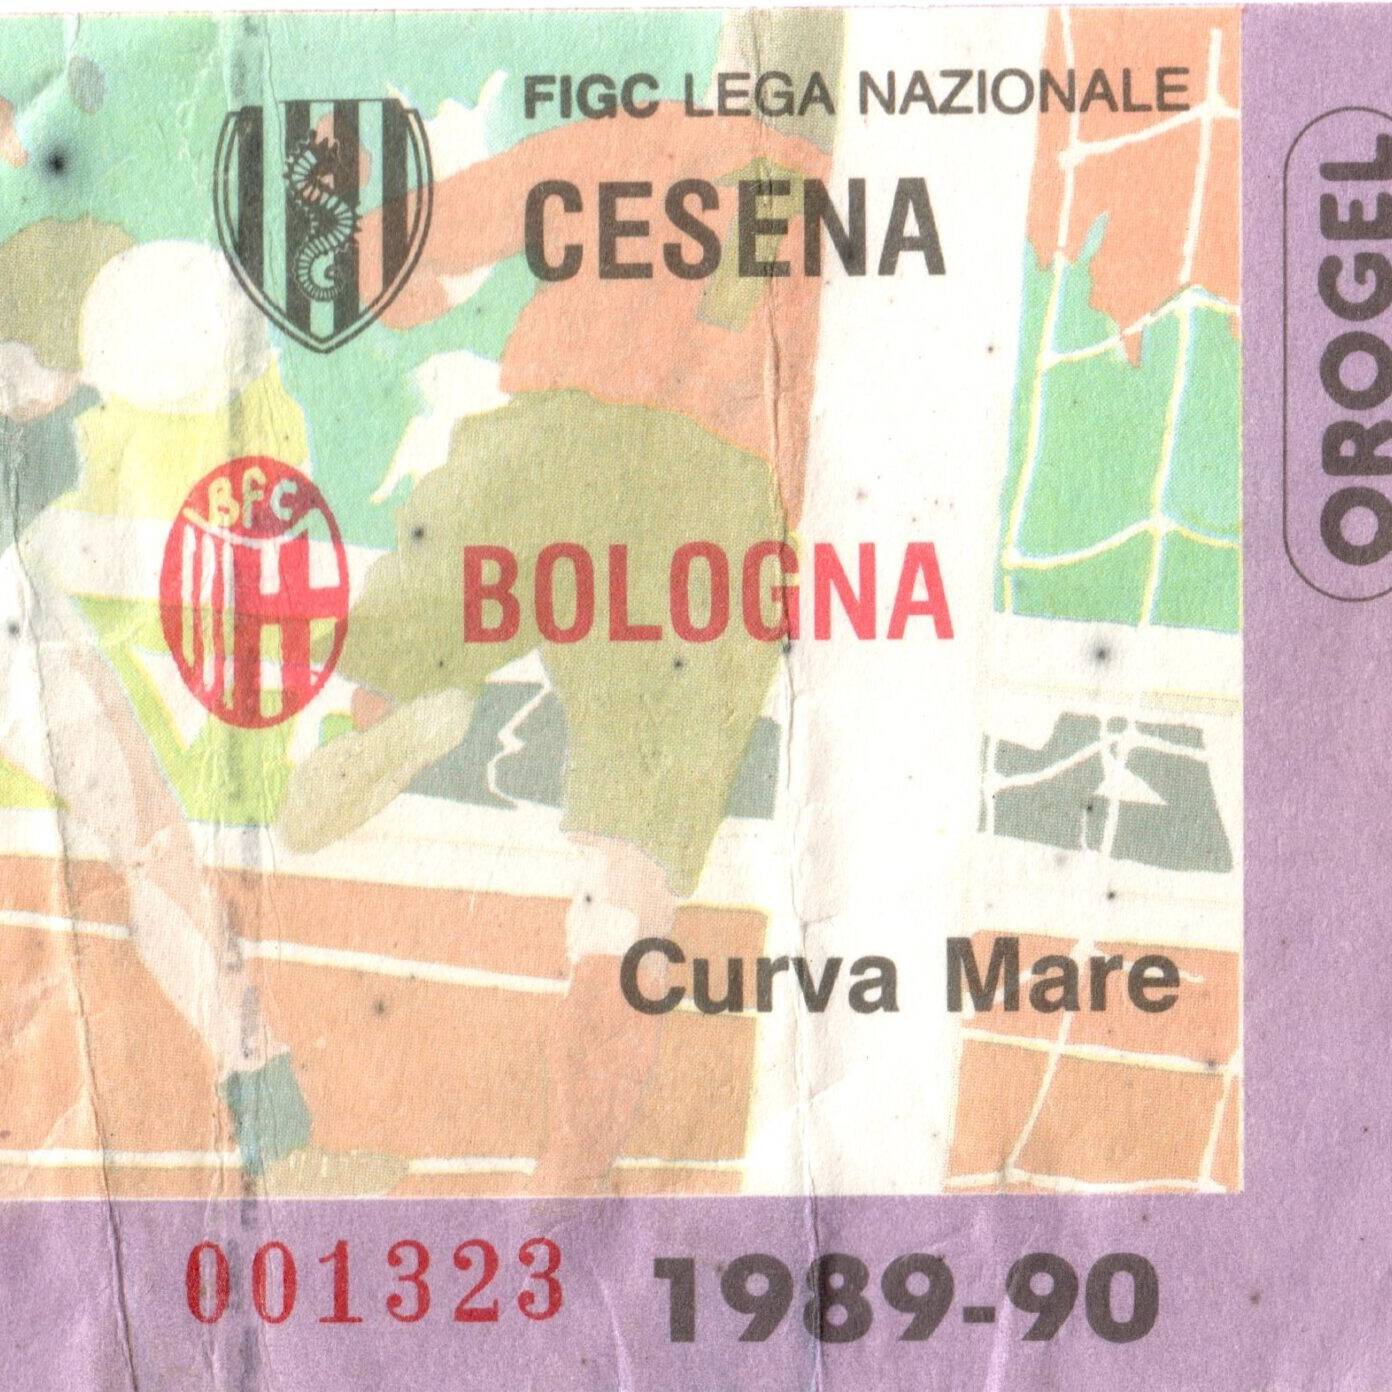 FIGC LEGA NAZIONALE
CESENA
BFC
BOLOGNA
Curva Mare
001323
1989-90
OROGEL